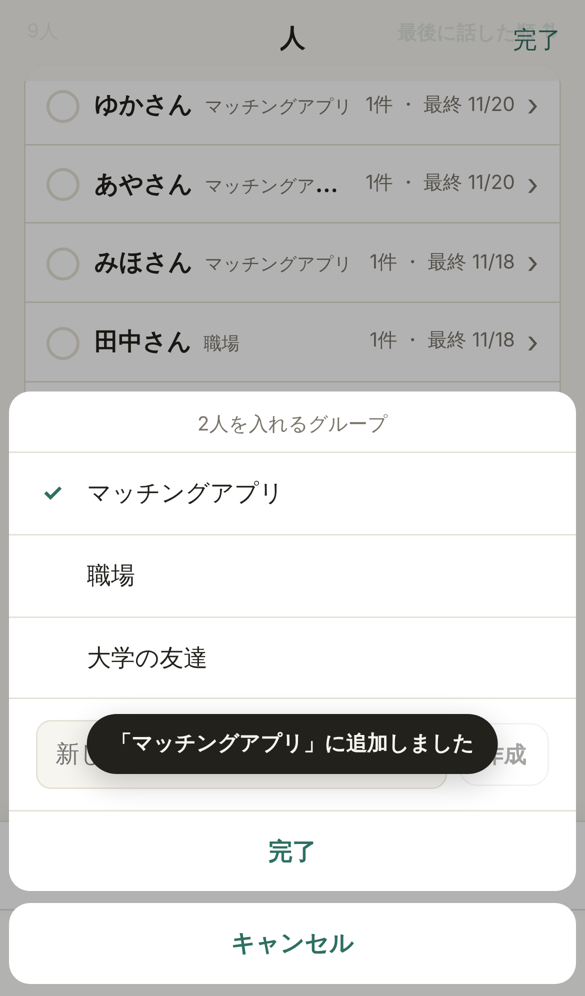 9人
人
完了
ゆかさん マッチングアプリ 1件 ・ 最終 11/20
あやさん マッチングア… 1件 ・ 最終 11/20
みほさん マッチングアプリ 1件 ・ 最終 11/18
田中さん 職場 1件 ・ 最終 11/18
2人を入れるグループ
マッチングアプリ
職場
大学の友達
「マッチングアプリ」に追加しました
完了
キャンセル